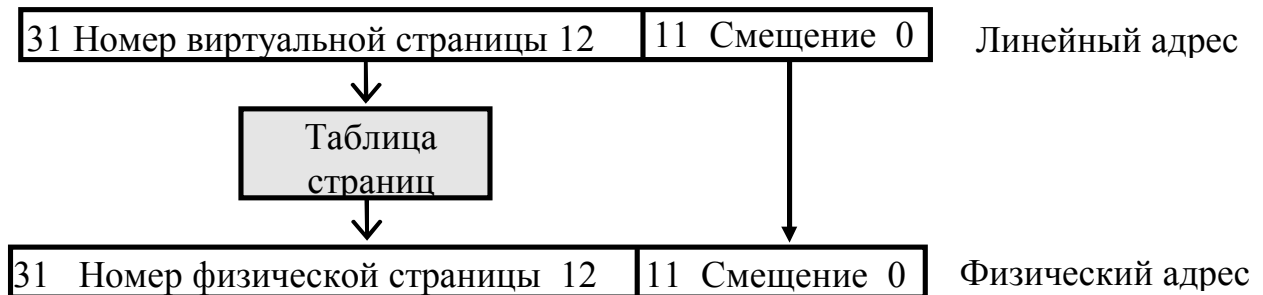 31 Номер виртуальной страницы 12 11 Смещение 0 Линейный адрес
Таблица
страниц
31 Номер физической страницы 12 11 Смещение 0 Физический адрес